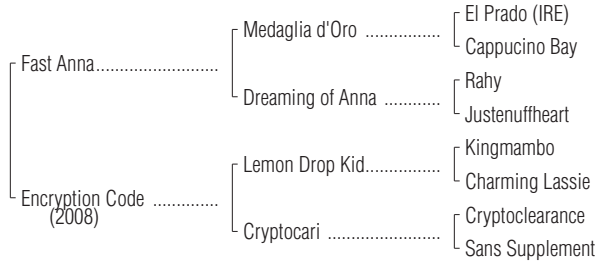 El Prado (IRE)
Medaglia d'Oro ..................
Cappucino Bay
Fast Anna.............................
Rahy
Dreaming of Anna .............
Justenuffheart
Kingmambo
Lemon Drop Kid..................
Charming Lassie
Encryption Code ...............
(2008)
Cryptoclearance
Cryptocari ...........................
Sans Supplement